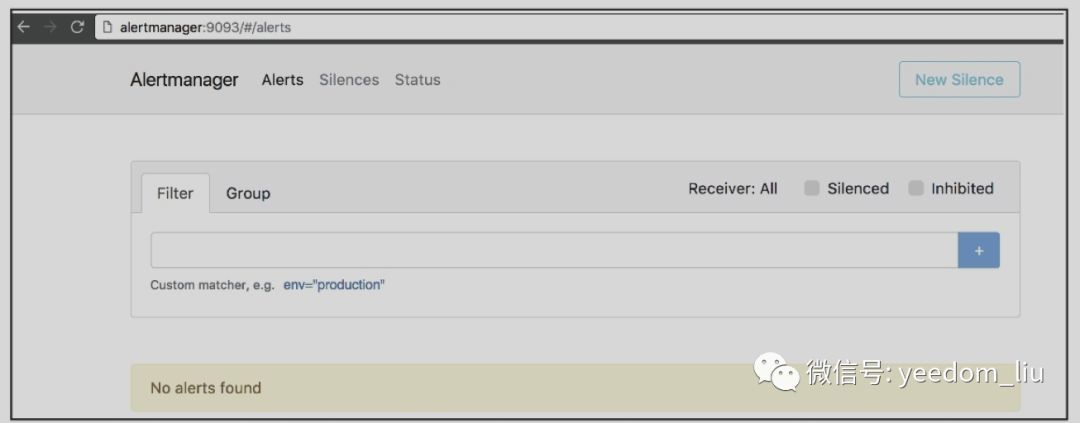 alertmanager:9093/#/alerts
Alertmanager Alerts Silences Status New Silence
Filter Group Receiver: All Silenced Inhibited
+
Custom matcher, e.g. env="production"
No alerts found
微信号: yeedom_liu